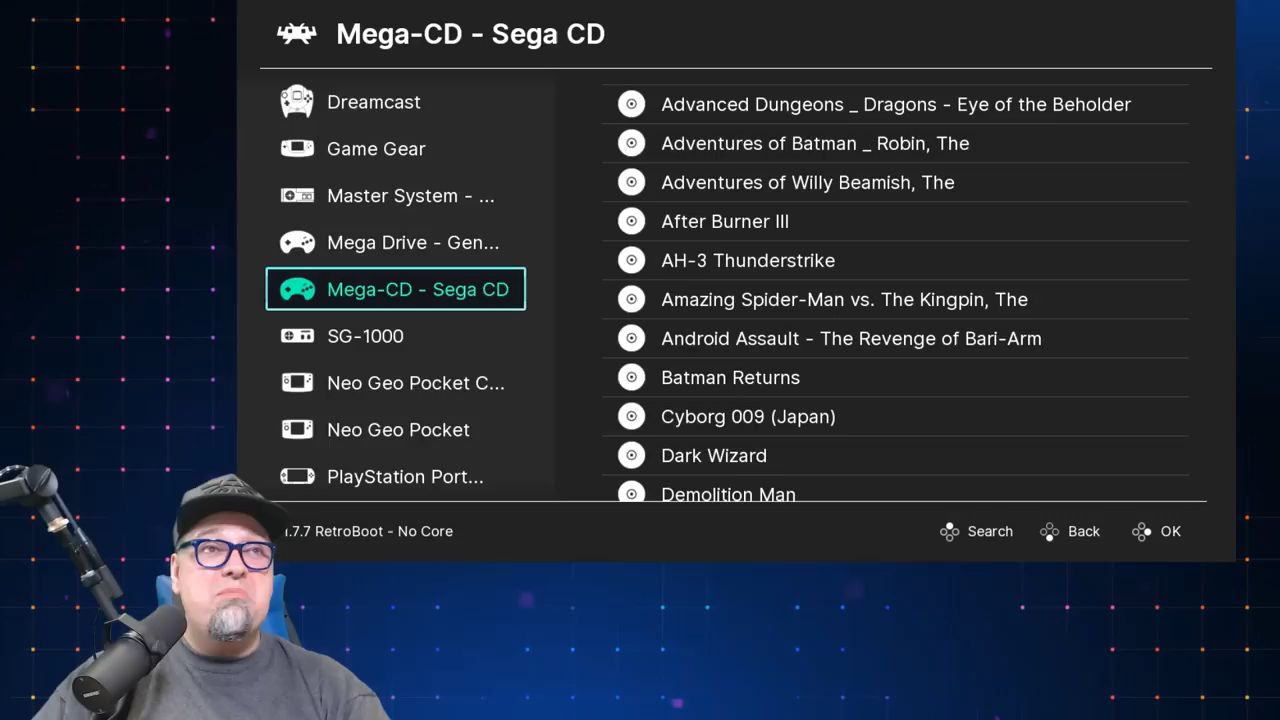 Mega-CD - Sega CD
Dreamcast
Game Gear
Master System - ...
Mega Drive - Gen...
Mega-CD - Sega CD
SG-1000
Neo Geo Pocket C...
Neo Geo Pocket
PlayStation Port...
Advanced Dungeons _ Dragons - Eye of the Beholder
Adventures of Batman _ Robin, The
Adventures of Willy Beamish, The
After Burner III
AH-3 Thunderstrike
Amazing Spider-Man vs. The Kingpin, The
Android Assault - The Revenge of Bari-Arm
Batman Returns
Cyborg 009 (Japan)
Dark Wizard
Demolition Man
1.7.7 RetroBoot - No Core
Search
Back
OK